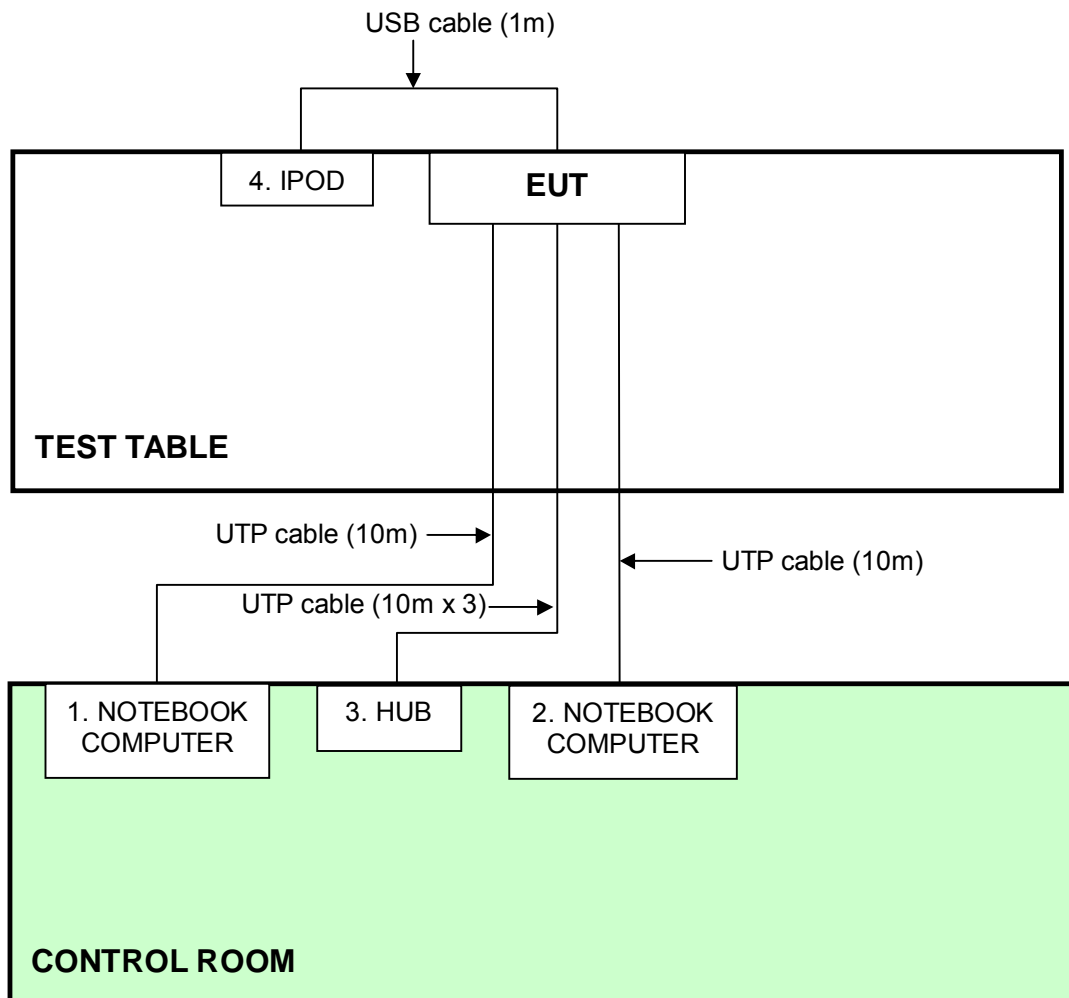 USB cable (1m)
4. IPOD
EUT
TEST TABLE
UTP cable (10m)
UTP cable (10m)
UTP cable (10m x 3)
1. NOTEBOOK
COMPUTER
3. HUB
2. NOTEBOOK
COMPUTER
CONTROL ROOM